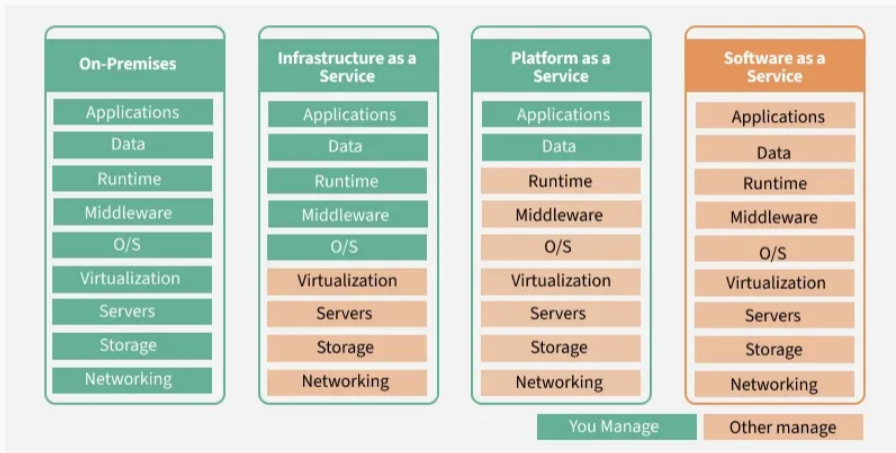 On-Premises
Applications
Data
Runtime
Middleware
O/S
Virtualization
Servers
Storage
Networking
Infrastructure as a
Service
Applications
Data
Runtime
Middleware
O/S
Virtualization
Servers
Storage
Networking
Platform as a
Service
Applications
Data
Runtime
Middleware
O/S
Virtualization
Servers
Storage
Networking
Software as a
Service
Applications
Data
Runtime
Middleware
O/S
Virtualization
Servers
Storage
Networking
You Manage
Other manage